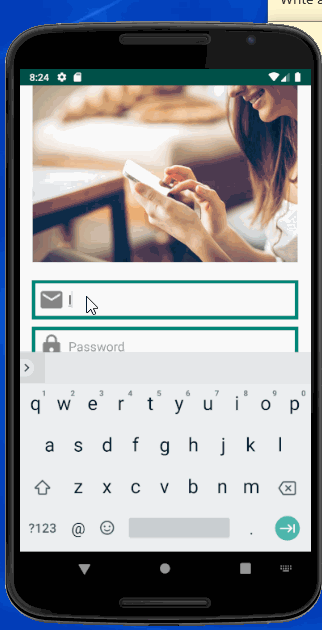 Write a
8:24
Password
1 2 3 4 5 6 7 8 9 0
q w e r t y u i o p
a s d f g h j k l
z x c v b n m
?123 @ .